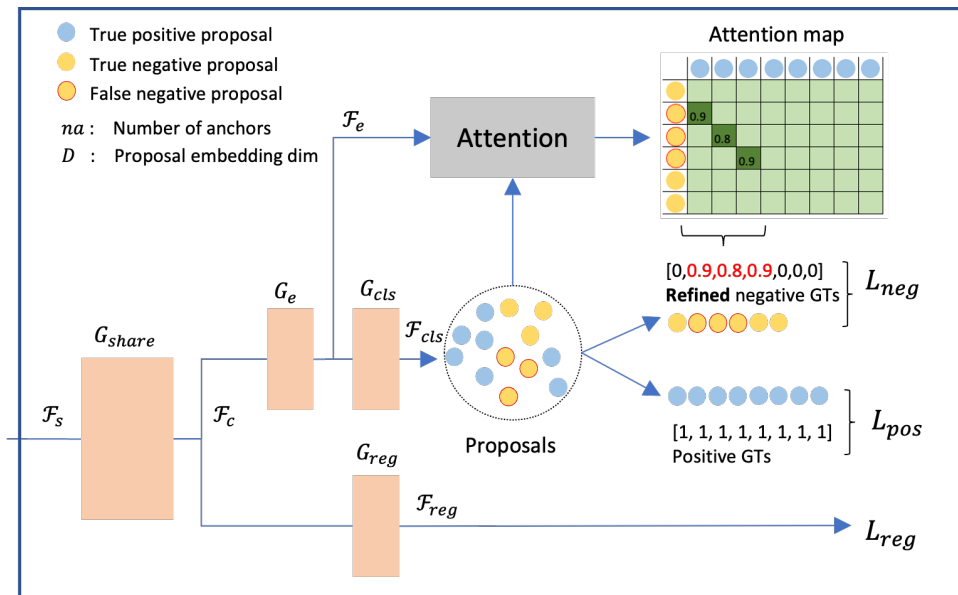 True positive proposal
True negative proposal
False negative proposal
na : Number of anchors
D : Proposal embedding dim
Attention map
ℱe
Attention
0.9
0.8
0.9
[0,0.9,0.8,0.9,0,0,0]
Refined negative GTs
Lneg
Ge
Gcls
ℱcls
Gshare
ℱs
ℱc
Proposals
[1, 1, 1, 1, 1, 1, 1, 1]
Positive GTs
Lpos
Greg
ℱreg
Lreg